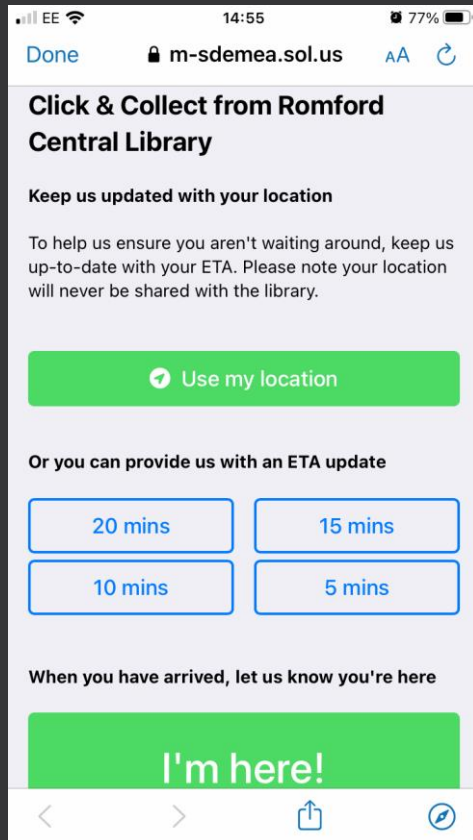 EE 14:55 77%
Done m-sdemea.sol.us AA
Click & Collect from Romford
Central Library
Keep us updated with your location
To help us ensure you aren't waiting around, keep us
up-to-date with your ETA. Please note your location
will never be shared with the library.
Use my location
Or you can provide us with an ETA update
20 mins 15 mins
10 mins 5 mins
When you have arrived, let us know you're here
I'm here!